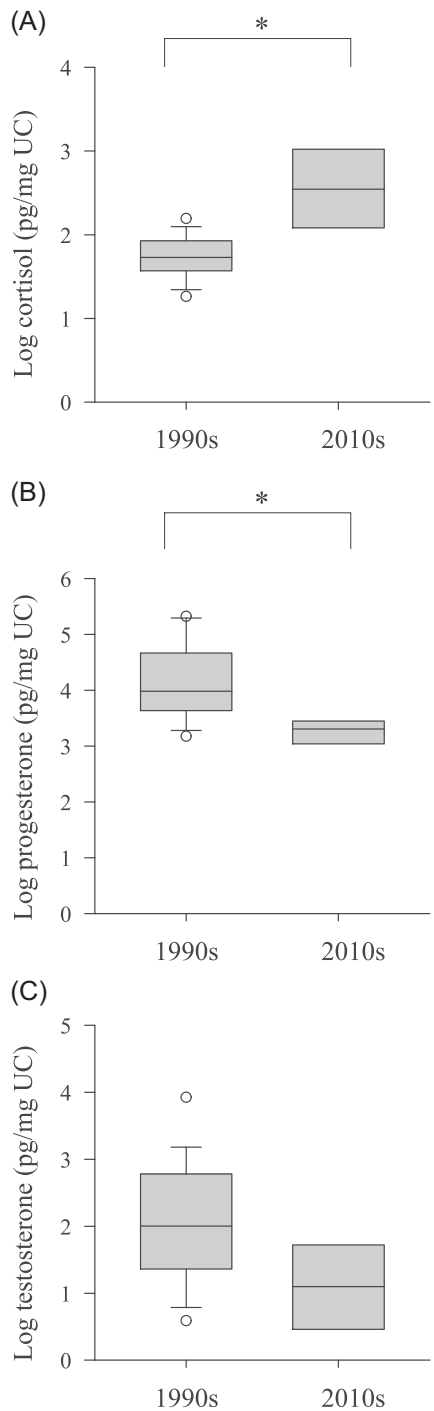 (A)
*
Log cortisol (pg/mg UC)
4
3
2
1
0
1990s 2010s
(B)
*
Log progesterone (pg/mg UC)
6
5
4
3
2
1
0
1990s 2010s
(C)
Log testosterone (pg/mg UC)
5
4
3
2
1
0
1990s 2010s